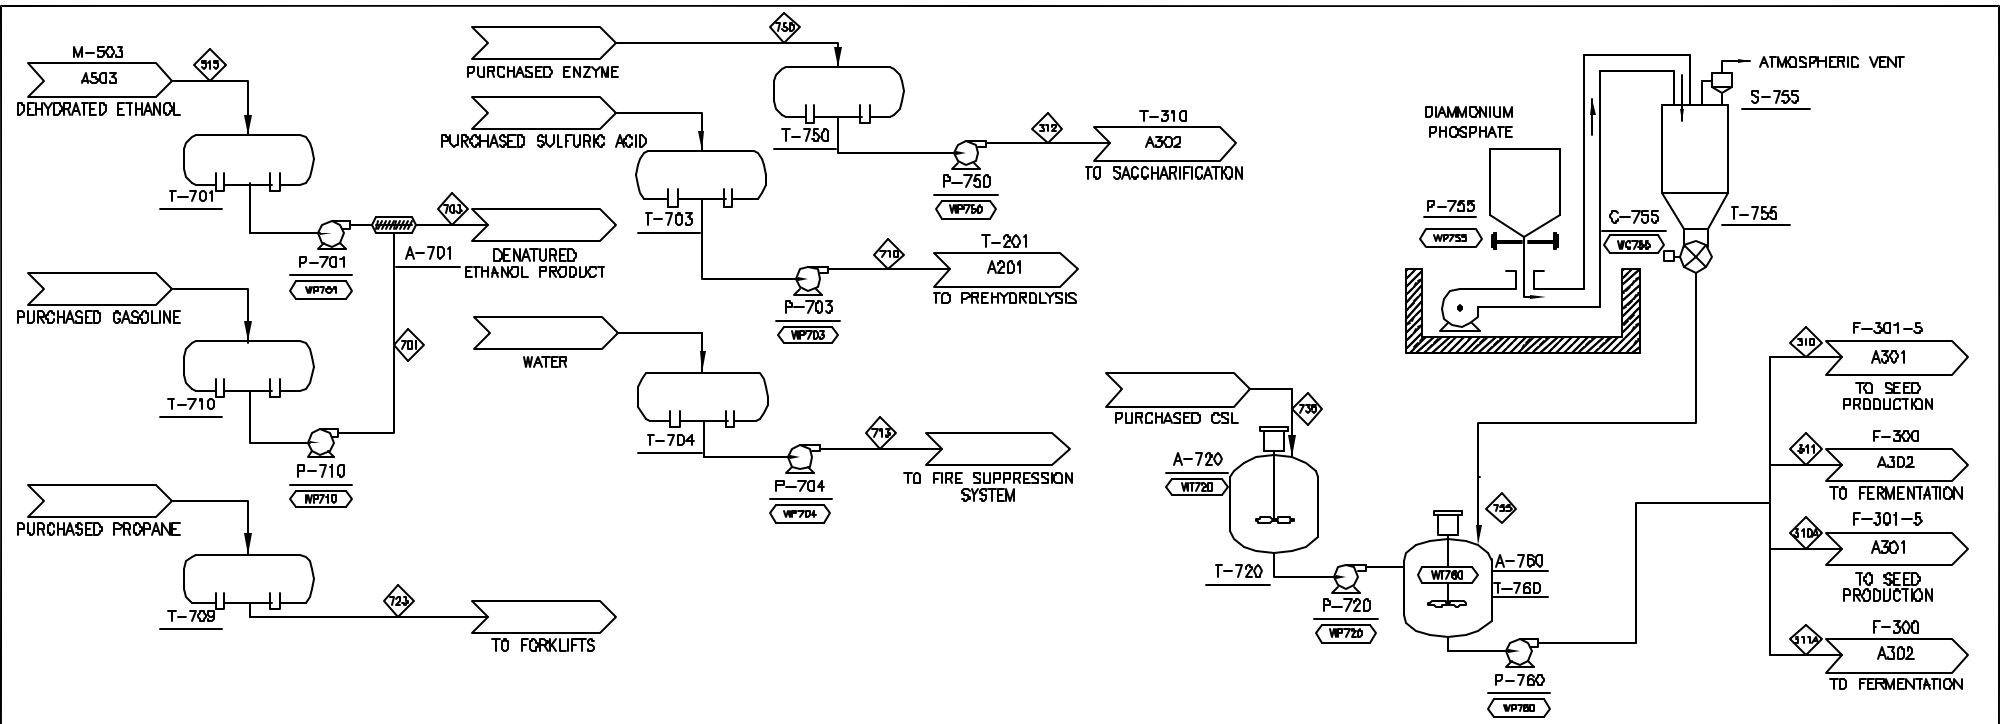 M-503
A503
DEHYDRATED ETHANOL
515
T-701
P-701
WP701
A-701
703
DENATURED
ETHANOL PRODUCT
PURCHASED GASOLINE
T-710
P-710
WP710
701
PURCHASED PROPANE
T-709
723
TO FORKLIFTS
PURCHASED ENZYME
750
T-750
P-750
WP750
312
T-310
A302
TO SACCHARIFICATION
PURCHASED SULFURIC ACID
T-703
P-703
WP703
710
T-201
A201
TO PREHYDROLYSIS
WATER
T-704
P-704
WP704
713
TO FIRE SUPPRESSION
SYSTEM
DIAMMONIUM
PHOSPHATE
P-755
WP755
C-755
WC755
ATMOSPHERIC VENT
S-755
T-755
PURCHASED CSL
735
A-720
WT720
T-720
P-720
WP720
755
WT760
A-760
T-760
P-760
WP760
310
F-301-5
A301
TO SEED
PRODUCTION
311
F-300
A302
TO FERMENTATION
310A
F-301-5
A301
TO SEED
PRODUCTION
311A
F-300
A302
TO FERMENTATION